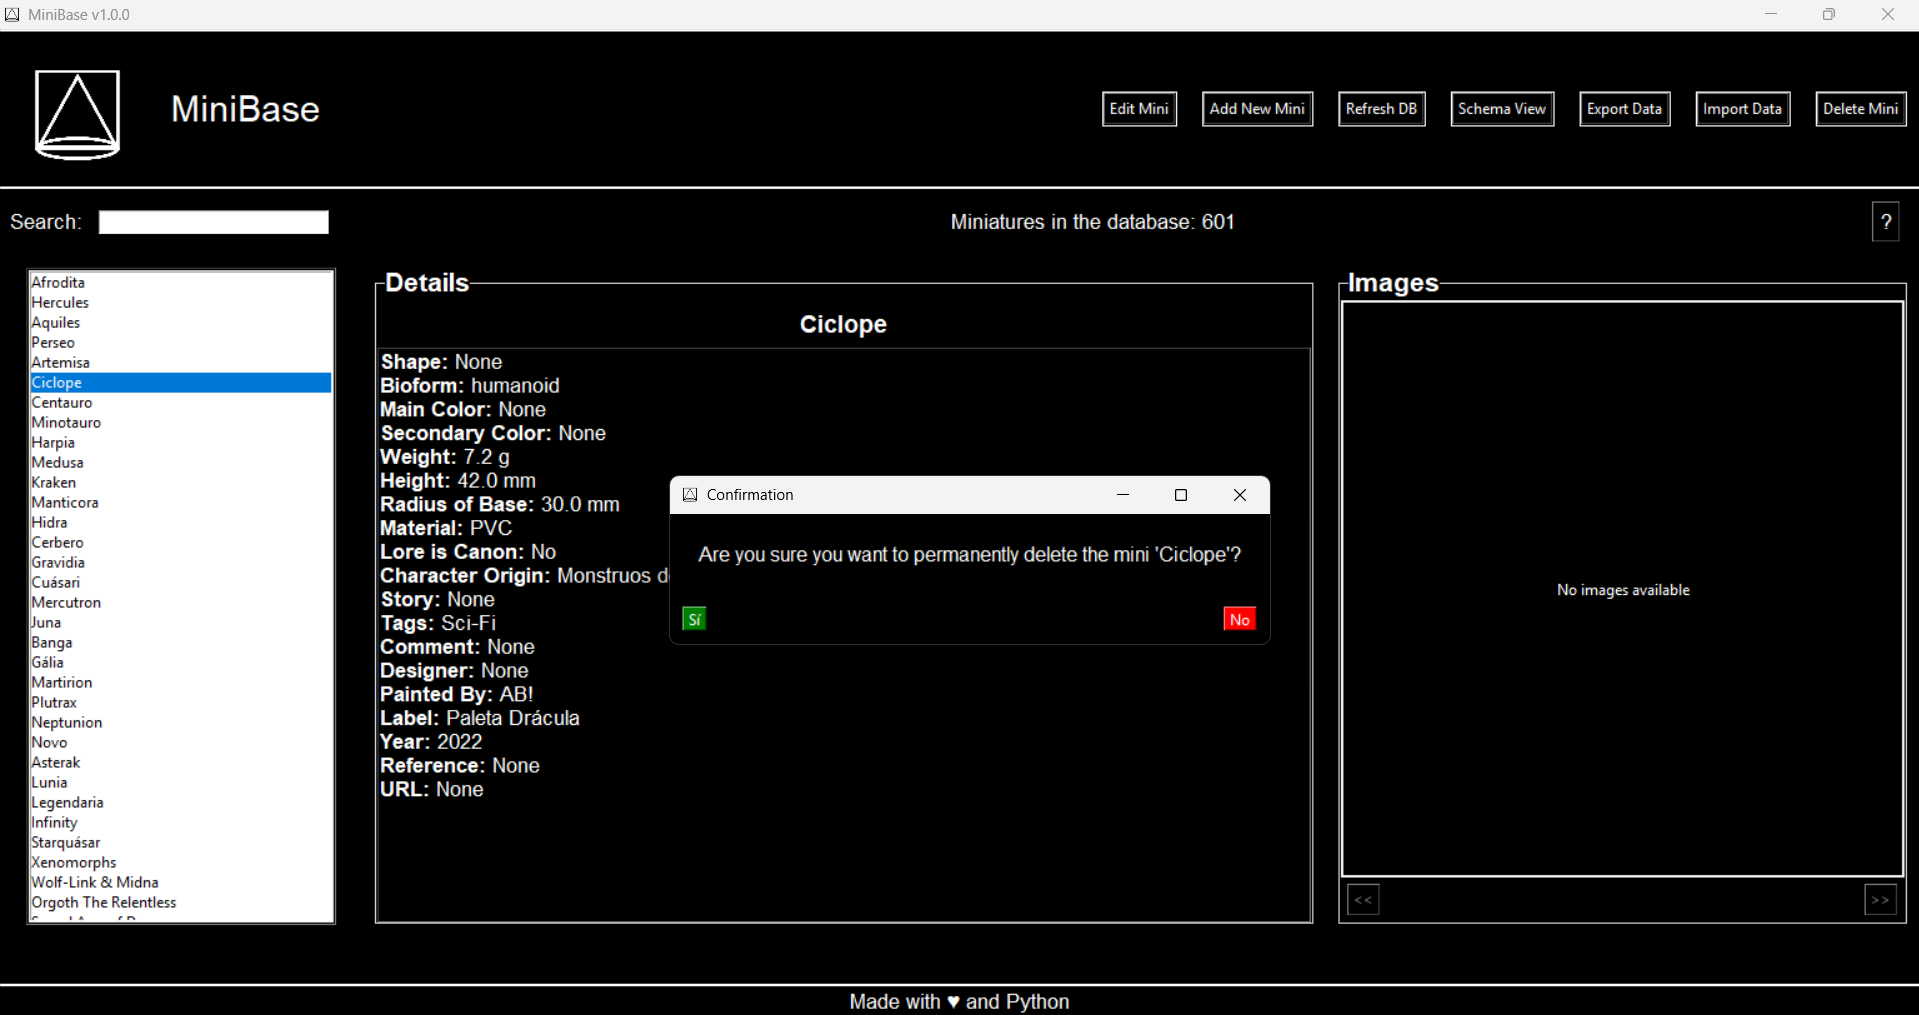 MiniBase v1.0.0
MiniBase
Edit Mini
Add New Mini
Refresh DB
Schema View
Export Data
Import Data
Delete Mini
Search:
Miniatures in the database: 601
?
Afrodita
Hercules
Aquiles
Perseo
Artemisa
Ciclope
Centauro
Minotauro
Harpia
Medusa
Kraken
Manticora
Hidra
Cerbero
Gravidia
Cuásari
Mercutron
Juna
Banga
Gália
Martirion
Plutrax
Neptunion
Novo
Asterak
Lunia
Legendaria
Infinity
Starquásar
Xenomorphs
Wolf-Link & Midna
Orgoth The Relentless
Details
Ciclope
Shape: None
Bioform: humanoid
Main Color: None
Secondary Color: None
Weight: 7.2 g
Height: 42.0 mm
Radius of Base: 30.0 mm
Material: PVC
Lore is Canon: No
Character Origin: Monstruos d
Story: None
Tags: Sci-Fi
Comment: None
Designer: None
Painted By: AB!
Label: Paleta Drácula
Year: 2022
Reference: None
URL: None
Confirmation
Are you sure you want to permanently delete the mini 'Ciclope'?
Sí
No
Images
No images available
<<
>>
Made with ♥ and Python